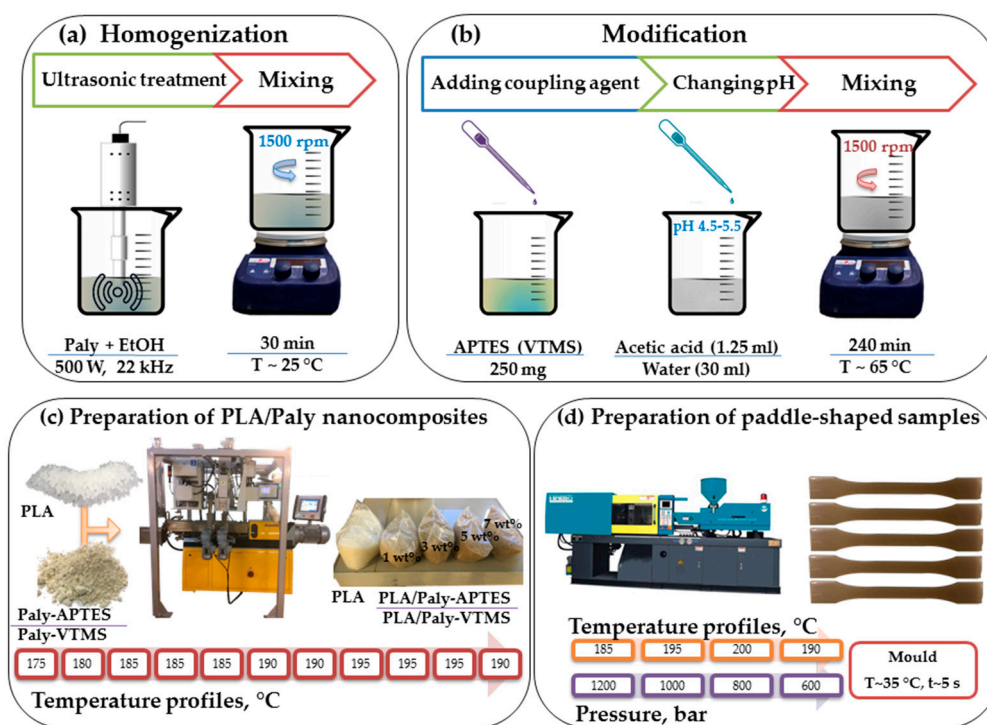 (a) Homogenization
Ultrasonic treatment
Mixing
1500 rpm
Paly + EtOH
500 W, 22 kHz
30 min
T ~ 25 °C
(b) Modification
Adding coupling agent
Changing pH
Mixing
pH 4.5-5.5
1500 rpm
APTES (VTMS)
250 mg
Acetic acid (1.25 ml)
Water (30 ml)
240 min
T ~ 65 °C
(c) Preparation of PLA/Paly nanocomposites
PLA
Paly-APTES
Paly-VTMS
1 wt%
3 wt%
5 wt%
7 wt%
PLA
PLA/Paly-APTES
PLA/Paly-VTMS
175 180 185 185 185 190 190 195 195 195 190
Temperature profiles, °C
(d) Preparation of paddle-shaped samples
Temperature profiles, °C
185 195 200 190
1200 1000 800 600
Pressure, bar
Mould
T~35 °C, t~5 s